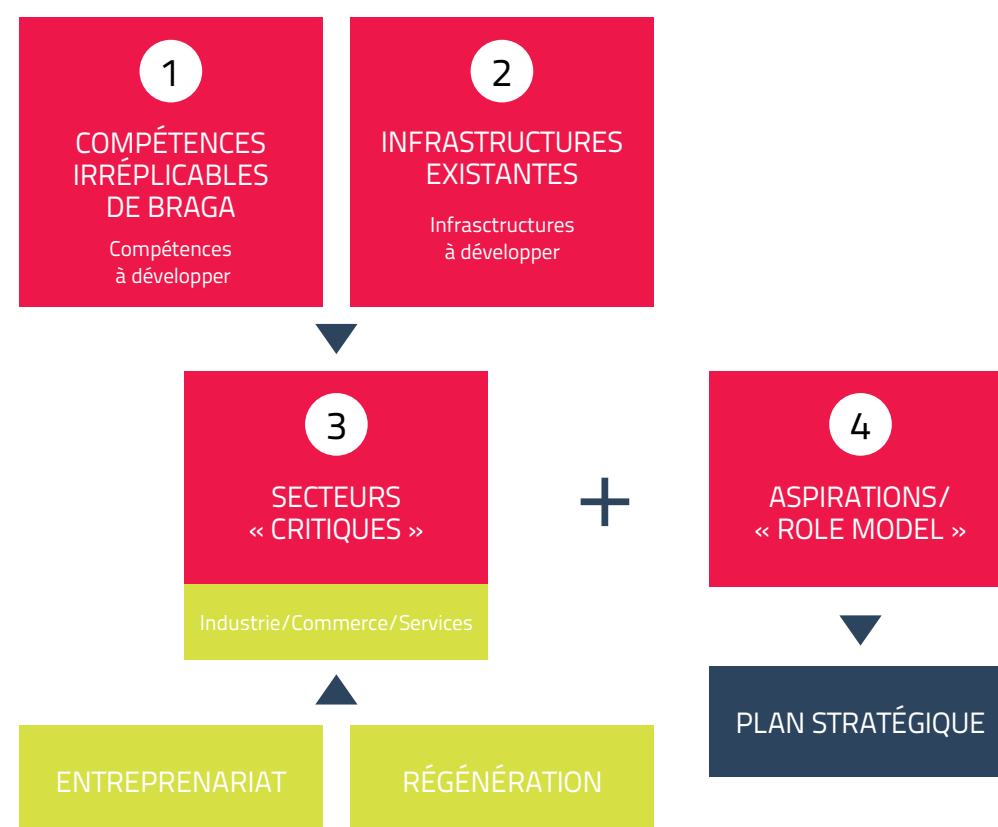 1
COMPÉTENCES
IRRÉPLICABLES
DE BRAGA
Compétences
à développer
2
INFRASTRUCTURES
EXISTANTES
Infrasctructures
à développer
3
SECTEURS
« CRITIQUES »
Industrie/Commerce/Services
+
4
ASPIRATIONS/
« ROLE MODEL »
ENTREPRENARIAT
RÉGÉNÉRATION
PLAN STRATÉGIQUE